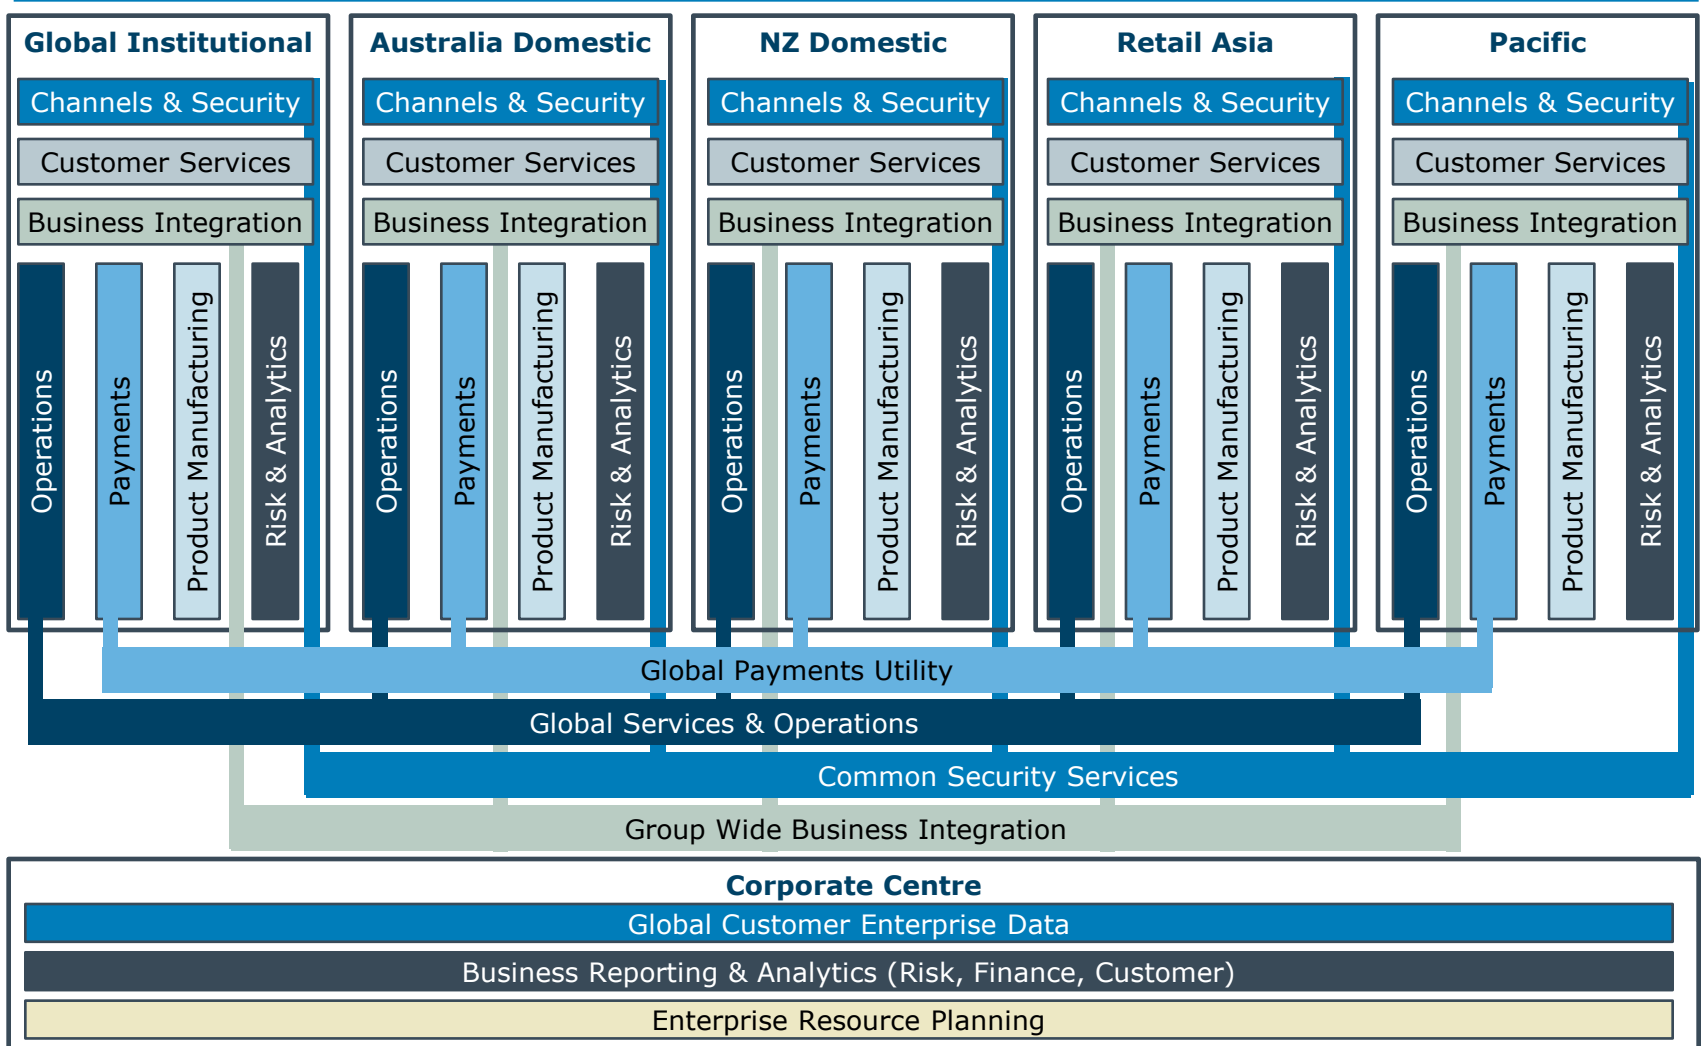 Global Institutional
Channels & Security
Customer Services
Business Integration
Operations
Payments
Product Manufacturing
Risk & Analytics
Australia Domestic
Channels & Security
Customer Services
Business Integration
Operations
Payments
Product Manufacturing
Risk & Analytics
NZ Domestic
Channels & Security
Customer Services
Business Integration
Operations
Payments
Product Manufacturing
Risk & Analytics
Retail Asia
Channels & Security
Customer Services
Business Integration
Operations
Payments
Product Manufacturing
Risk & Analytics
Pacific
Channels & Security
Customer Services
Business Integration
Operations
Payments
Product Manufacturing
Risk & Analytics
Global Payments Utility
Global Services & Operations
Common Security Services
Group Wide Business Integration
Corporate Centre
Global Customer Enterprise Data
Business Reporting & Analytics (Risk, Finance, Customer)
Enterprise Resource Planning